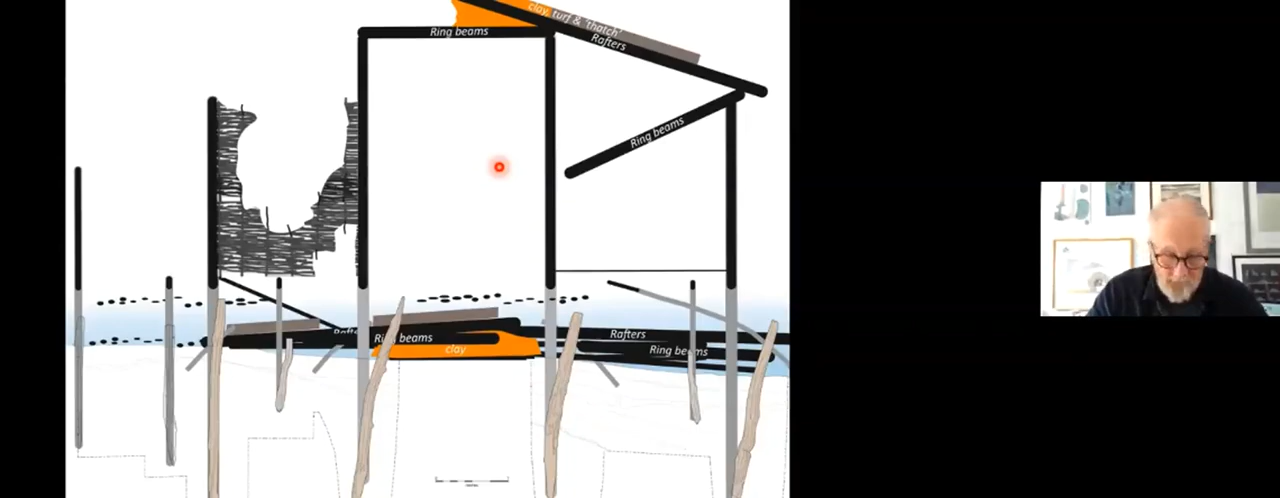 clay, turf & 'thatch'
Ring beams
Rafters
Ring beams
Rafters
Ring beams
Rafters
clay
Ring beams